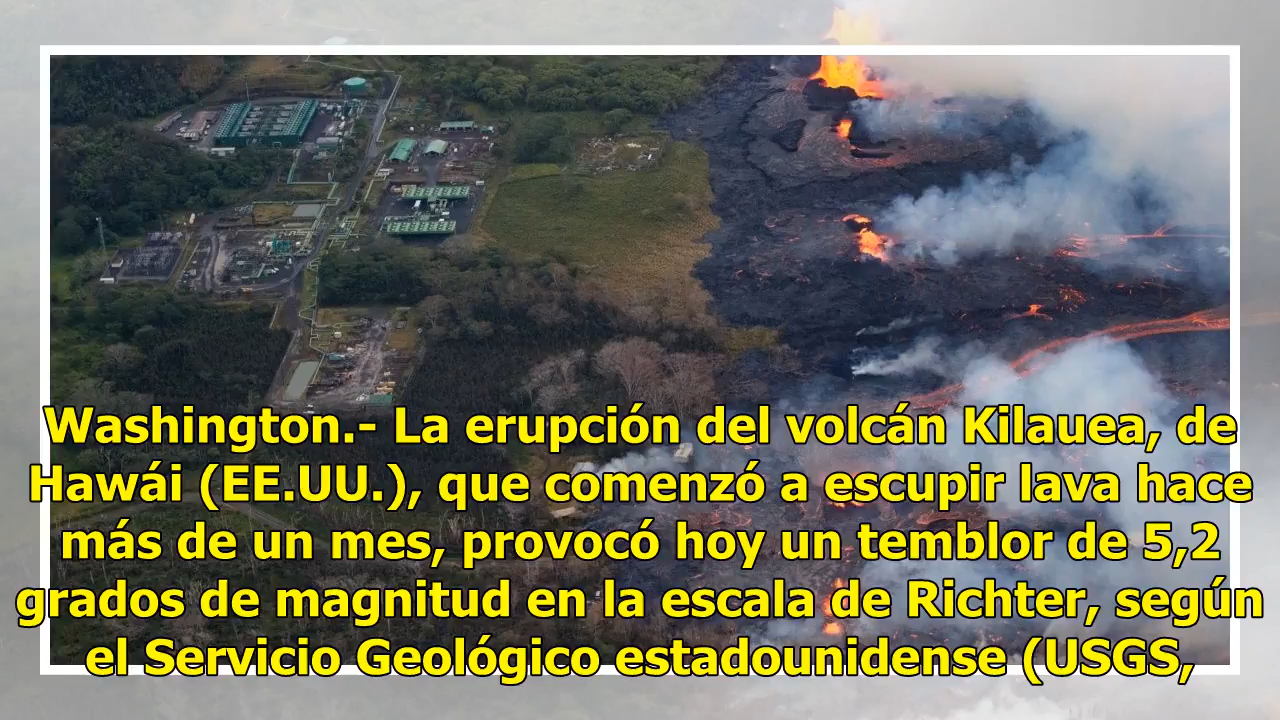 Washington.- La erupción del volcán Kilauea, de
Hawái (EE.UU.), que comenzó a escupir lava hace
más de un mes, provocó hoy un temblor de 5,2
grados de magnitud en la escala de Richter, según
el Servicio Geológico estadounidense (USGS,